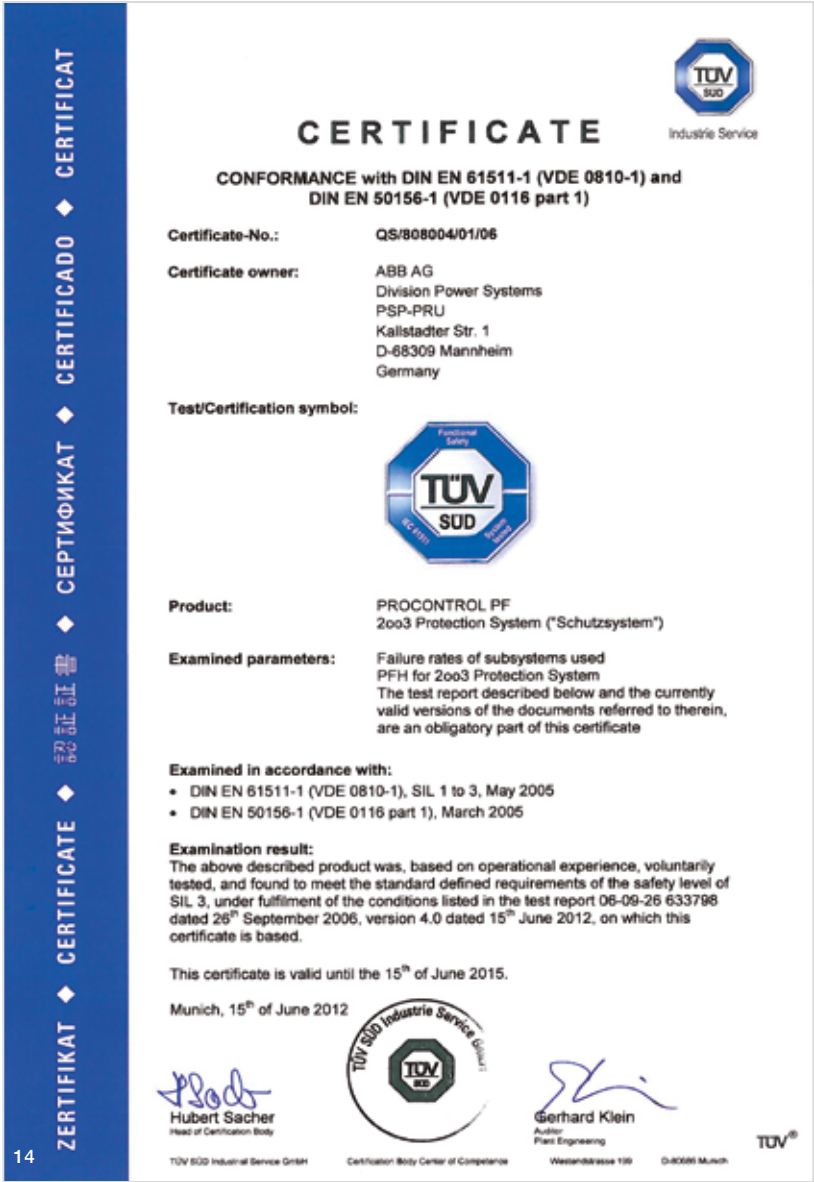 ZERTIFIKAT ◆ CERTIFICATE ◆ 認証証書 ◆ СЕРТИФИКАТ ◆ CERTIFICADO ◆ CERTIFICAT
TÜV
SÜD
Industrie Service
CERTIFICATE
CONFORMANCE with DIN EN 61511-1 (VDE 0810-1) and
DIN EN 50156-1 (VDE 0116 part 1)
Certificate-No.: QS/808004/01/06
Certificate owner: ABB AG
Division Power Systems
PSP-PRU
Kallstadter Str. 1
D-68309 Mannheim
Germany
Test/Certification symbol:
Functional
Safety
TÜV
SÜD
IEC 61511
System
tested
Product: PROCONTROL PF
2oo3 Protection System ("Schutzsystem")
Examined parameters: Failure rates of subsystems used
PFH for 2oo3 Protection System
The test report described below and the currently
valid versions of the documents referred to therein,
are an obligatory part of this certificate
Examined in accordance with:
• DIN EN 61511-1 (VDE 0810-1), SIL 1 to 3, May 2005
• DIN EN 50156-1 (VDE 0116 part 1), March 2005
Examination result:
The above described product was, based on operational experience, voluntarily
tested, and found to meet the standard defined requirements of the safety level of
SIL 3, under fulfilment of the conditions listed in the test report 06-09-26 633798
dated 26th September 2006, version 4.0 dated 15th June 2012, on which this
certificate is based.
This certificate is valid until the 15th of June 2015.
Munich, 15th of June 2012
TÜV SÜD Industrie Service GmbH
TÜV
SÜD
Hubert Sacher
Head of Certification Body
Gerhard Klein
Auditor
Plant Engineering
TÜV®
TÜV SÜD Industrial Service GmbH Certification Body Center of Competence Westendstrasse 199 D-80686 Munich
14